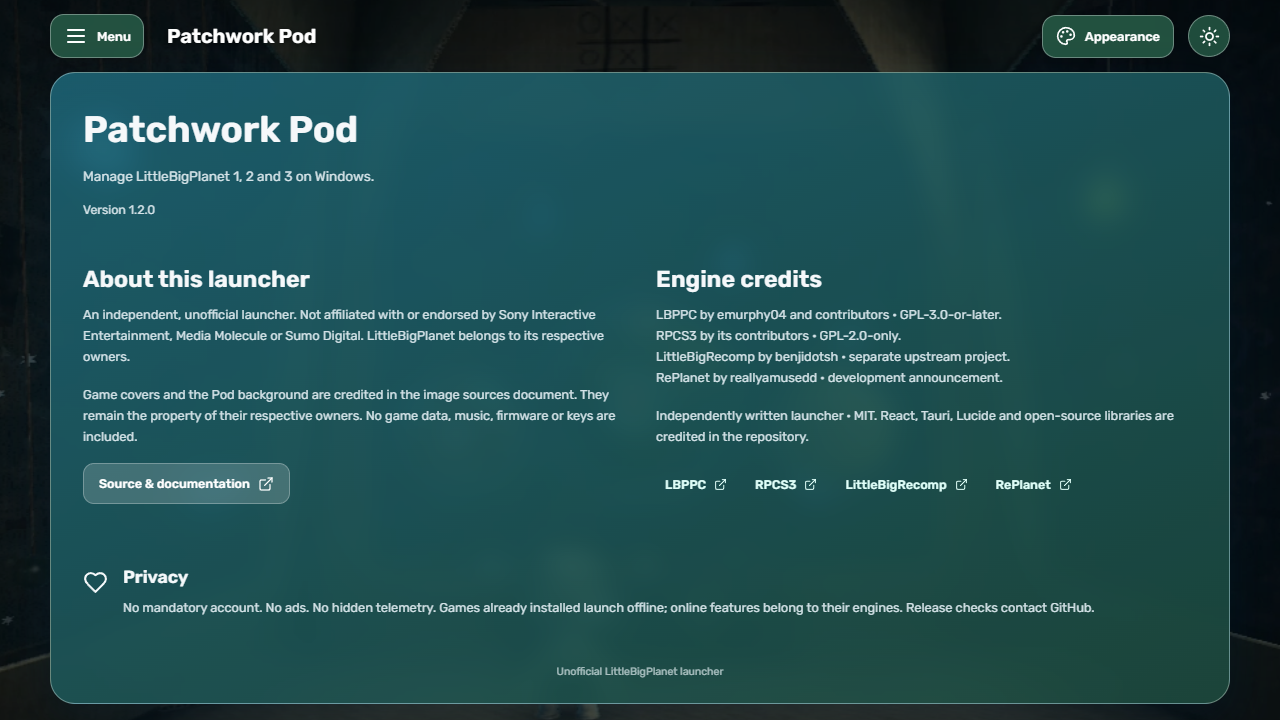 Menu
Patchwork Pod
Appearance
Patchwork Pod
Manage LittleBigPlanet 1, 2 and 3 on Windows.
Version 1.2.0
About this launcher
An independent, unofficial launcher. Not affiliated with or endorsed by Sony Interactive
Entertainment, Media Molecule or Sumo Digital. LittleBigPlanet belongs to its respective
owners.
Game covers and the Pod background are credited in the image sources document. They
remain the property of their respective owners. No game data, music, firmware or keys are
included.
Source & documentation
Engine credits
LBPPC by emurphy04 and contributors • GPL-3.0-or-later.
RPCS3 by its contributors • GPL-2.0-only.
LittleBigRecomp by benjidotsh • separate upstream project.
RePlanet by reallyamusedd • development announcement.
Independently written launcher • MIT. React, Tauri, Lucide and open-source libraries are
credited in the repository.
LBPPC RPCS3 LittleBigRecomp RePlanet
Privacy
No mandatory account. No ads. No hidden telemetry. Games already installed launch offline; online features belong to their engines. Release checks contact GitHub.
Unofficial LittleBigPlanet launcher